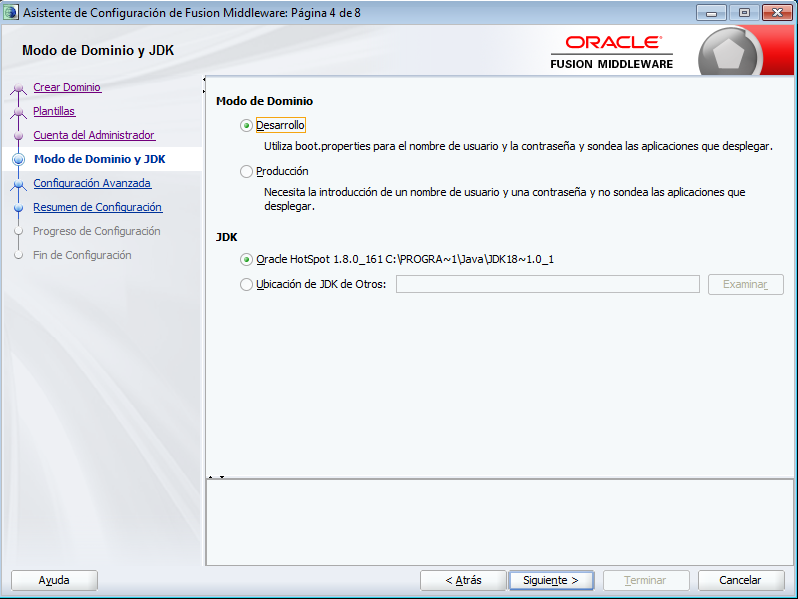 Asistente de Configuración de Fusion Middleware: Página 4 de 8
Modo de Dominio y JDK
ORACLE
FUSION MIDDLEWARE
Crear Dominio
Plantillas
Cuenta del Administrador
Modo de Dominio y JDK
Configuración Avanzada
Resumen de Configuración
Progreso de Configuración
Fin de Configuración
Modo de Dominio
Desarrollo
Utiliza boot.properties para el nombre de usuario y la contraseña y sondea las aplicaciones que desplegar.
Producción
Necesita la introducción de un nombre de usuario y una contraseña y no sondea las aplicaciones que
desplegar.
JDK
Oracle HotSpot 1.8.0_161 C:\PROGRA~1\Java\JDK18~1.0_1
Ubicación de JDK de Otros:
Examinar
Ayuda
< Atrás
Siguiente >
Terminar
Cancelar